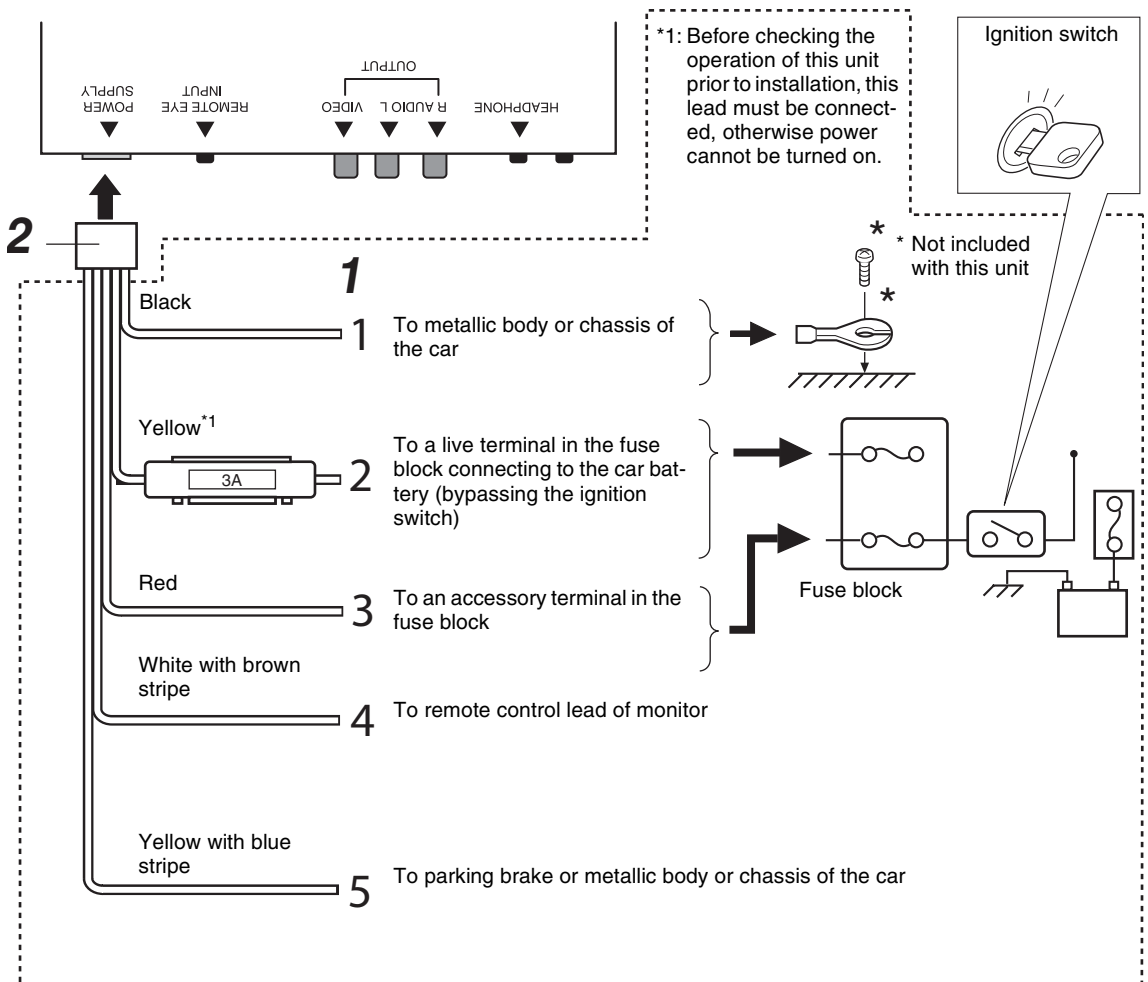 POWER
SUPPLY
REMOTE EYE
INPUT
OUTPUT
VIDEO
L AUDIO R
HEADPHONE
*1: Before checking the
operation of this unit
prior to installation, this
lead must be connect-
ed, otherwise power
cannot be turned on.
Ignition switch
2
1
*
* Not included
with this unit
*
Black
1
To metallic body or chassis of
the car
Yellow*1
3A
2
To a live terminal in the fuse
block connecting to the car bat-
tery (bypassing the ignition
switch)
Fuse block
Red
3
To an accessory terminal in the
fuse block
White with brown
stripe
4
To remote control lead of monitor
Yellow with blue
stripe
5
To parking brake or metallic body or chassis of the car